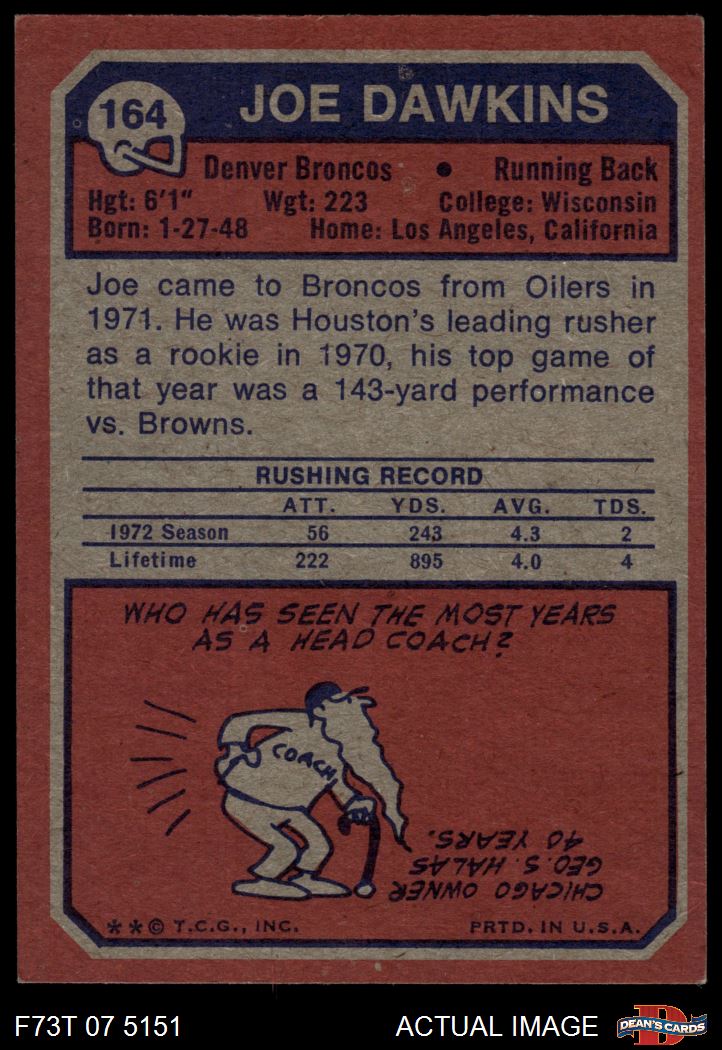 164
JOE DAWKINS
Denver Broncos • Running Back
Hgt: 6'1" Wgt: 223 College: Wisconsin
Born: 1-27-48 Home: Los Angeles, California
Joe came to Broncos from Oilers in
1971. He was Houston's leading rusher
as a rookie in 1970, his top game of
that year was a 143-yard performance
vs. Browns.
RUSHING RECORD
ATT. YDS. AVG. TDS.
1972 Season 56 243 4.3 2
Lifetime 222 895 4.0 4
WHO HAS SEEN THE MOST YEARS
AS A HEAD COACH?
COACH
CHICAGO OWNER
GEO. S. HALAS
40 YEARS.
**© T.C.G., INC. PRTD. IN U.S.A.
F73T 07 5151 ACTUAL IMAGE
D
DEAN'S CARDS